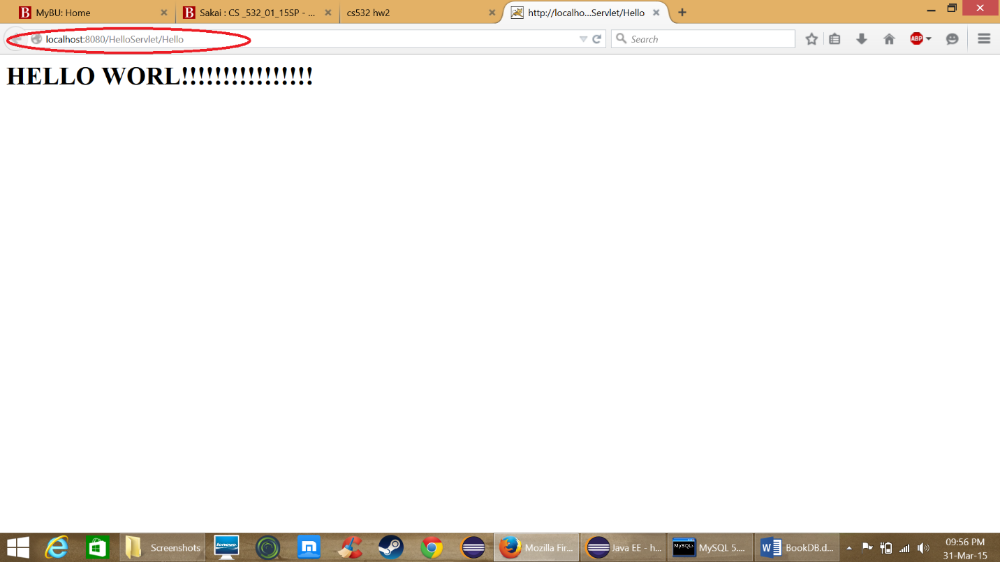 MyBU: Home
Sakai : CS _532_01_15SP - ...
cs532 hw2
http://localho...Servlet/Hello
localhost:8080/HelloServlet/Hello
Search
ABP
HELLO WORL!!!!!!!!!!!!!!!!
Screenshots
lenovo
Mozilla Fir...
Java EE - h...
MySQL 5....
BookDB.d...
09:56 PM
31-Mar-15